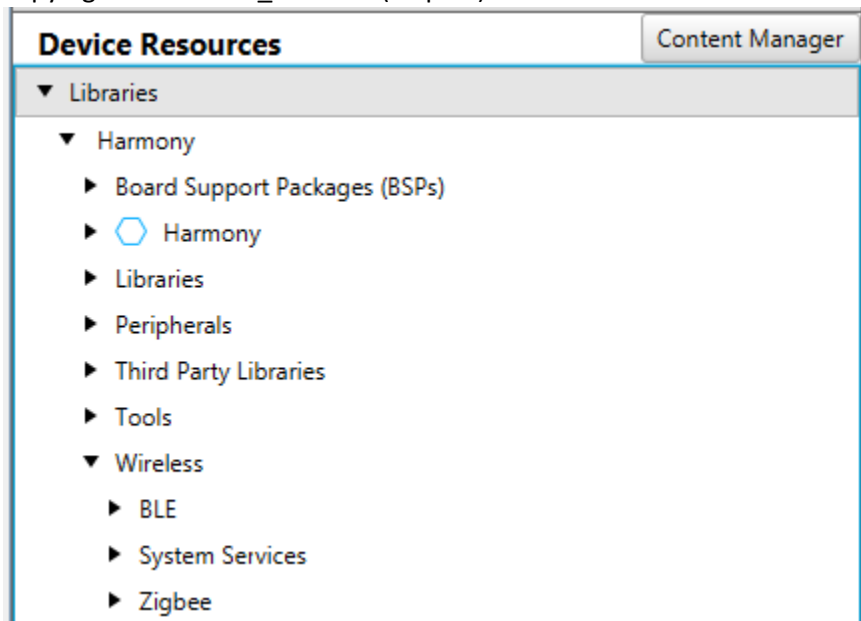 Device Resources
Content Manager
Libraries
Harmony
Board Support Packages (BSPs)
Harmony
Libraries
Peripherals
Third Party Libraries
Tools
Wireless
BLE
System Services
Zigbee